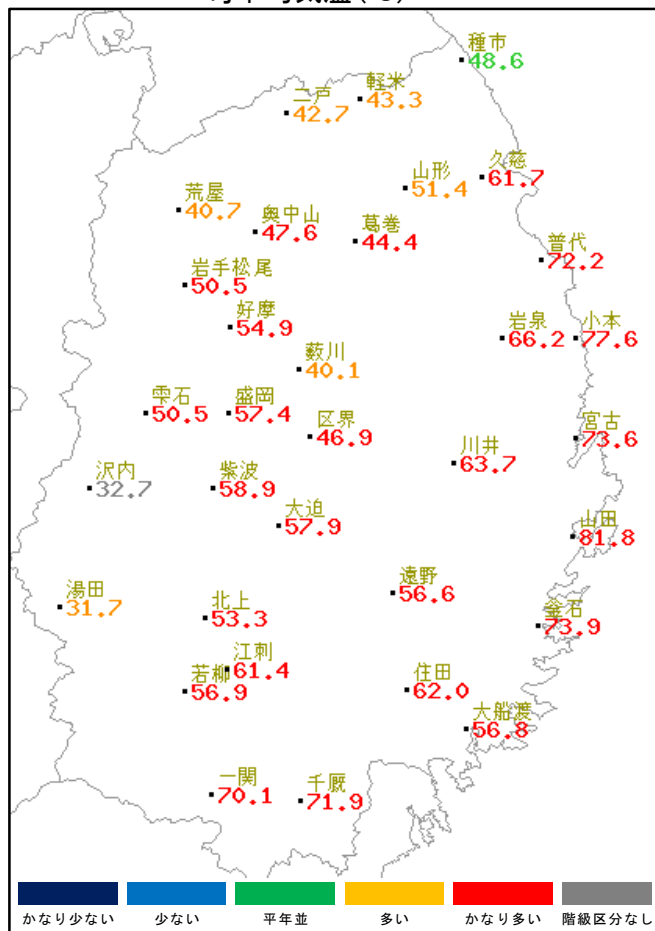 種市
48.6
軽米
43.3
二戸
42.7
久慈
61.7
山形
51.4
荒屋
40.7
奥中山
47.6
葛巻
44.4
普代
72.2
岩手松尾
50.5
好摩
54.9
岩泉
66.2
小本
77.6
薮川
40.1
雫石
50.5
盛岡
57.4
区界
46.9
宮古
73.6
川井
63.7
沢内
32.7
紫波
58.9
大迫
57.9
山田
81.8
湯田
31.7
北上
53.3
遠野
56.6
釜石
73.9
江刺
61.4
若柳
56.9
住田
62.0
大船渡
56.8
一関
70.1
千厩
71.9
かなり少ない 少ない 平年並 多い かなり多い 階級区分なし